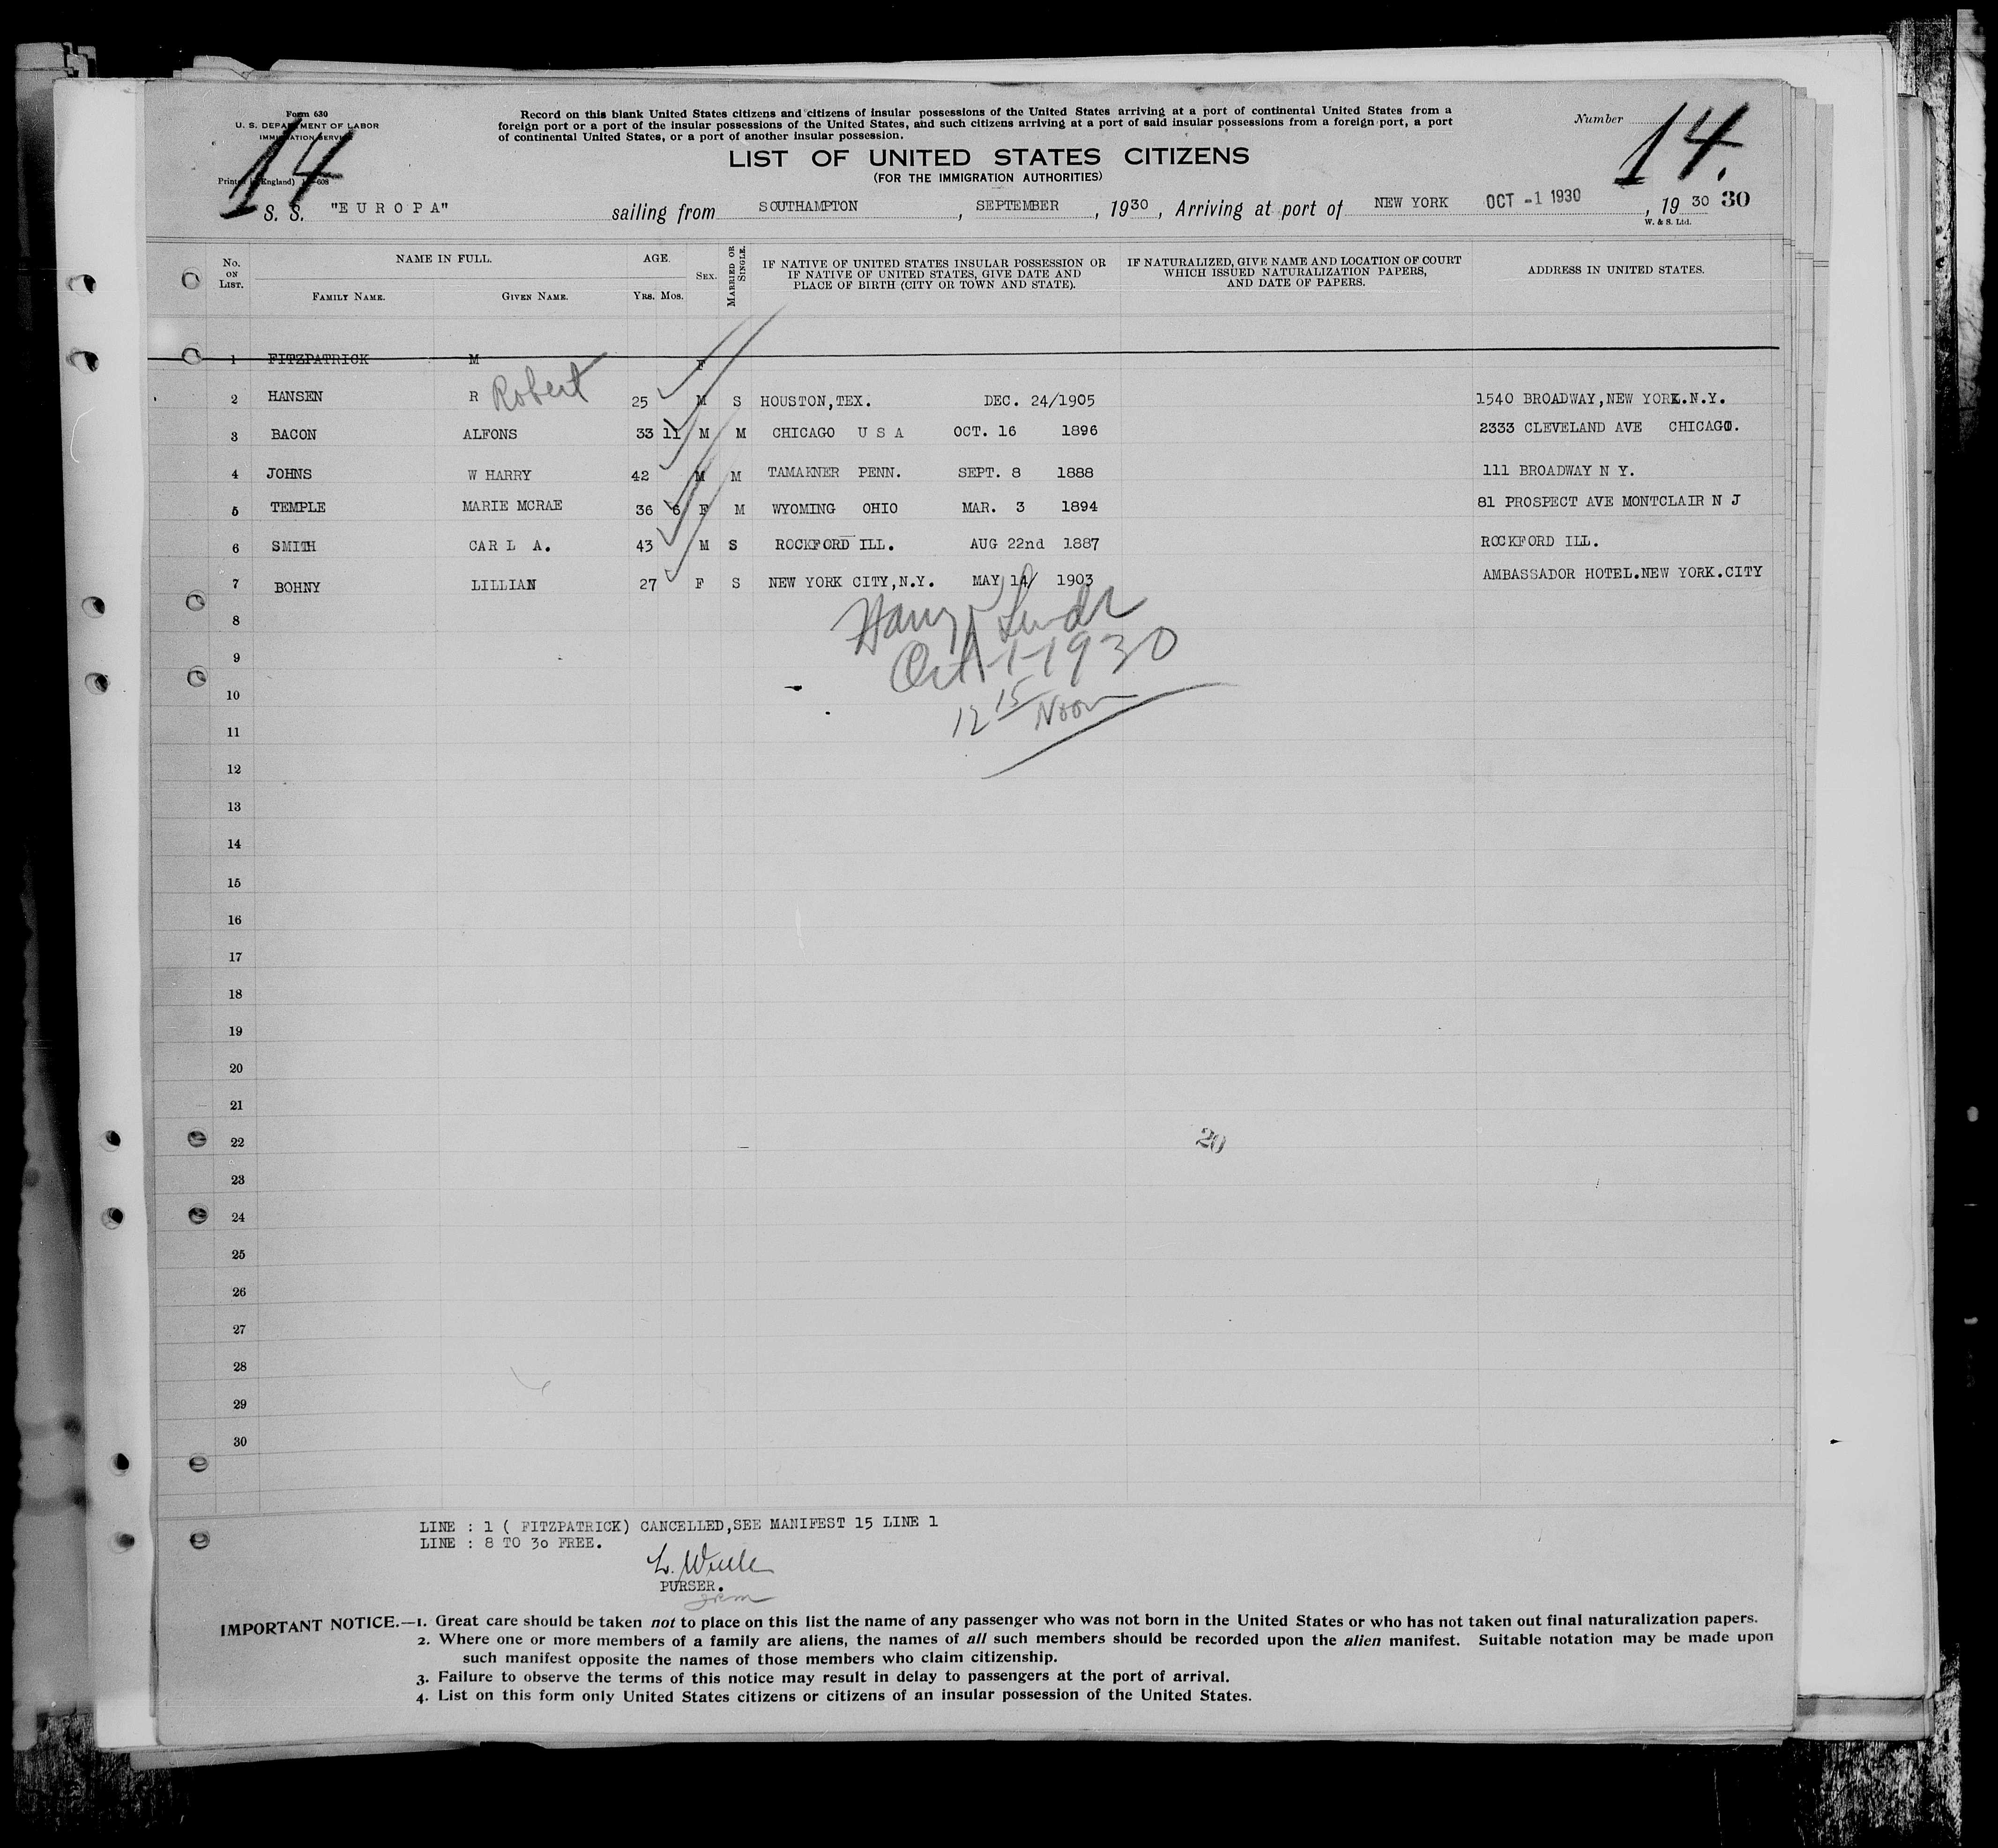 Form 630
U. S. DEPARTMENT OF LABOR
IMMIGRATION SERVICE
14
Record on this blank United States citizens and citizens of insular possessions of the United States arriving at a port of continental United States from a
foreign port or a port of the insular possessions of the United States, and such citizens arriving at a port of said insular possessions from a foreign port, a port
of continental United States, or a port of another insular possession.
Number 14.
LIST OF UNITED STATES CITIZENS
(FOR THE IMMIGRATION AUTHORITIES)
S. S. "EUROPA" sailing from SOUTHAMPTON, SEPTEMBER, 1930, Arriving at port of NEW YORK OCT -1 1930, 19 30 30
W. & S. Ltd.
No. ON LIST. NAME IN FULL. FAMILY NAME. GIVEN NAME. AGE. YRS. MOS. SEX. MARRIED OR SINGLE. IF NATIVE OF UNITED STATES INSULAR POSSESSION OR IF NATIVE OF UNITED STATES, GIVE DATE AND PLACE OF BIRTH (CITY OR TOWN AND STATE). IF NATURALIZED, GIVE NAME AND LOCATION OF COURT WHICH ISSUED NATURALIZATION PAPERS, AND DATE OF PAPERS. ADDRESS IN UNITED STATES.
1 FITZPATRICK M F
2 HANSEN R Robert 25 M S HOUSTON,TEX. DEC. 24/1905 1540 BROADWAY,NEW YORK.N.Y.
3 BACON ALFONS 33 11 M M CHICAGO U S A OCT. 16 1896 2333 CLEVELAND AVE CHICAGO.
4 JOHNS W HARRY 42 M M TAMAKNER PENN. SEPT. 8 1888 111 BROADWAY N Y.
5 TEMPLE MARIE MCRAE 36 6 F M WYOMING OHIO MAR. 3 1894 81 PROSPECT AVE MONTCLAIR N J
6 SMITH CARL A. 43 M S ROCKFORD ILL. AUG 22nd 1887 ROCKFORD ILL.
7 BOHNY LILLIAN 27 F S NEW YORK CITY,N.Y. MAY 14/ 1903 AMBASSADOR HOTEL.NEW YORK.CITY
8
Harry
9
Oct-1-1930
10
12 15 Noon
11
12
13
14
15
16
17
18
19
20
21
22
20
23
24
25
26
27
28
29
30
LINE : 1 ( FITZPATRICK) CANCELLED,SEE MANIFEST 15 LINE 1
LINE : 8 TO 30 FREE.
PURSER.
IMPORTANT NOTICE.—1. Great care should be taken not to place on this list the name of any passenger who was not born in the United States or who has not taken out final naturalization papers.
2. Where one or more members of a family are aliens, the names of all such members should be recorded upon the alien manifest. Suitable notation may be made upon
such manifest opposite the names of those members who claim citizenship.
3. Failure to observe the terms of this notice may result in delay to passengers at the port of arrival.
4. List on this form only United States citizens or citizens of an insular possession of the United States.